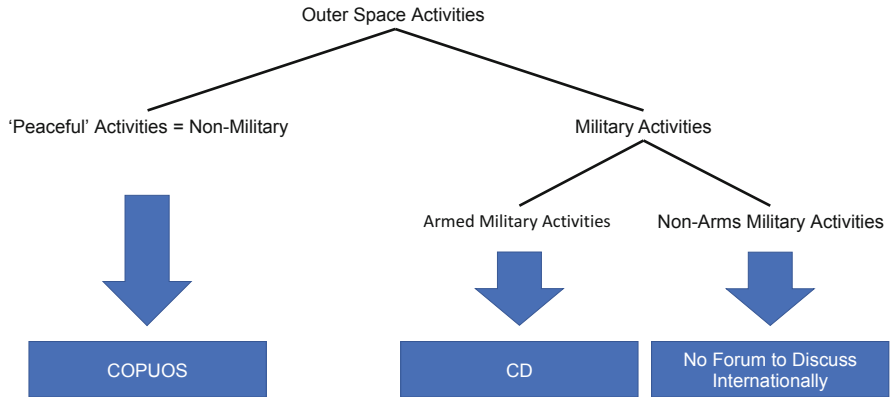 Outer Space Activities
‘Peaceful’ Activities = Non-Military
Military Activities
Armed Military Activities
Non-Arms Military Activities
COPUOS
CD
No Forum to Discuss
Internationally